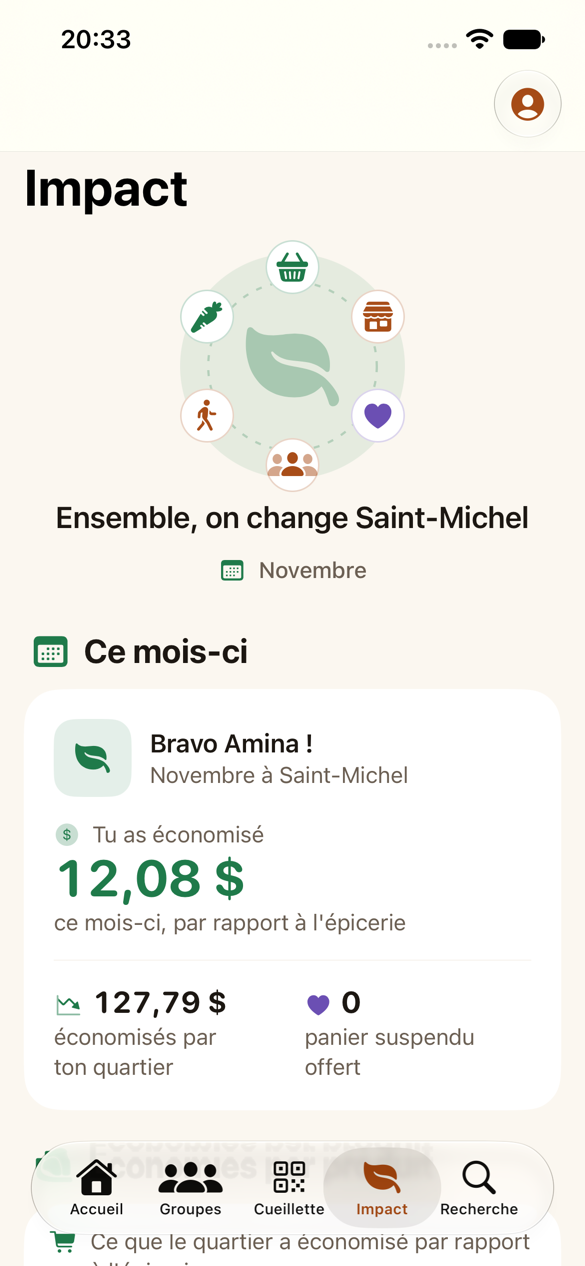 20:33
Impact
Ensemble, on change Saint-Michel
Novembre
Ce mois-ci
Bravo Amina !
Novembre à Saint-Michel
$ Tu as économisé
12,08 $
ce mois-ci, par rapport à l'épicerie
127,79 $
économisés par
ton quartier
0
panier suspendu
offert
Accueil
Groupes
Cueillette
Impact
Recherche
Ce que le quartier a économisé par rapport